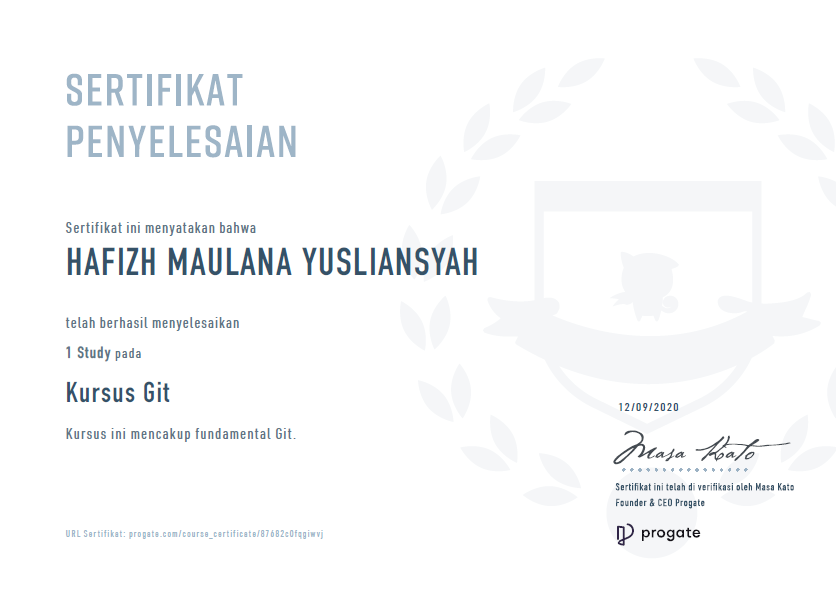 SERTIFIKAT
PENYELESAIAN
Sertifikat ini menyatakan bahwa
HAFIZH MAULANA YUSLIANSYAH
telah berhasil menyelesaikan
1 Study pada
Kursus Git
Kursus ini mencakup fundamental Git.
12/09/2020
Masa Kato
Sertifikat ini telah di verifikasi oleh Masa Kato
Founder & CEO Progate
URL Sertifikat: progate.com/course_certificate/87682c0fqgiwvj
progate